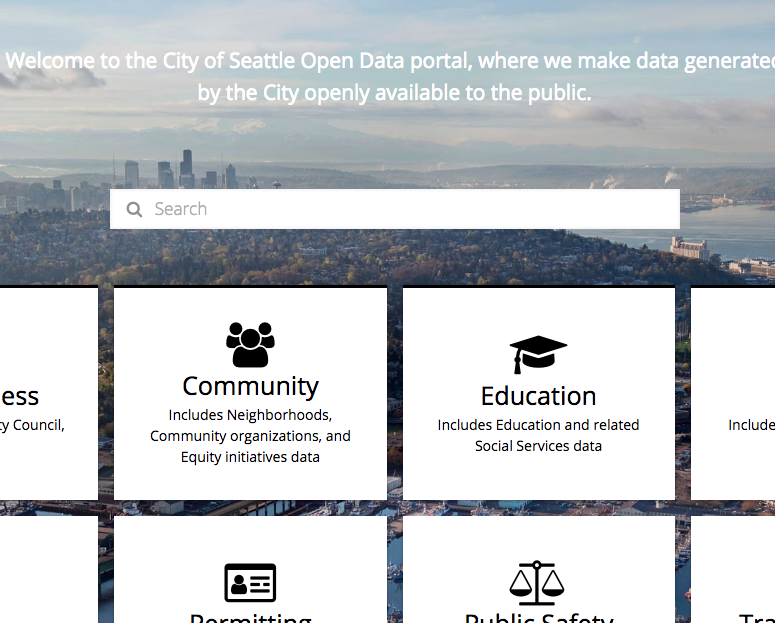 Welcome to the City of Seattle Open Data portal, where we make data generated
by the City openly available to the public.
Search
ess
y Council,
Community
Includes Neighborhoods,
Community organizations, and
Equity initiatives data
Education
Includes Education and related
Social Services data
Include
Permitting
Public Safety
Tra